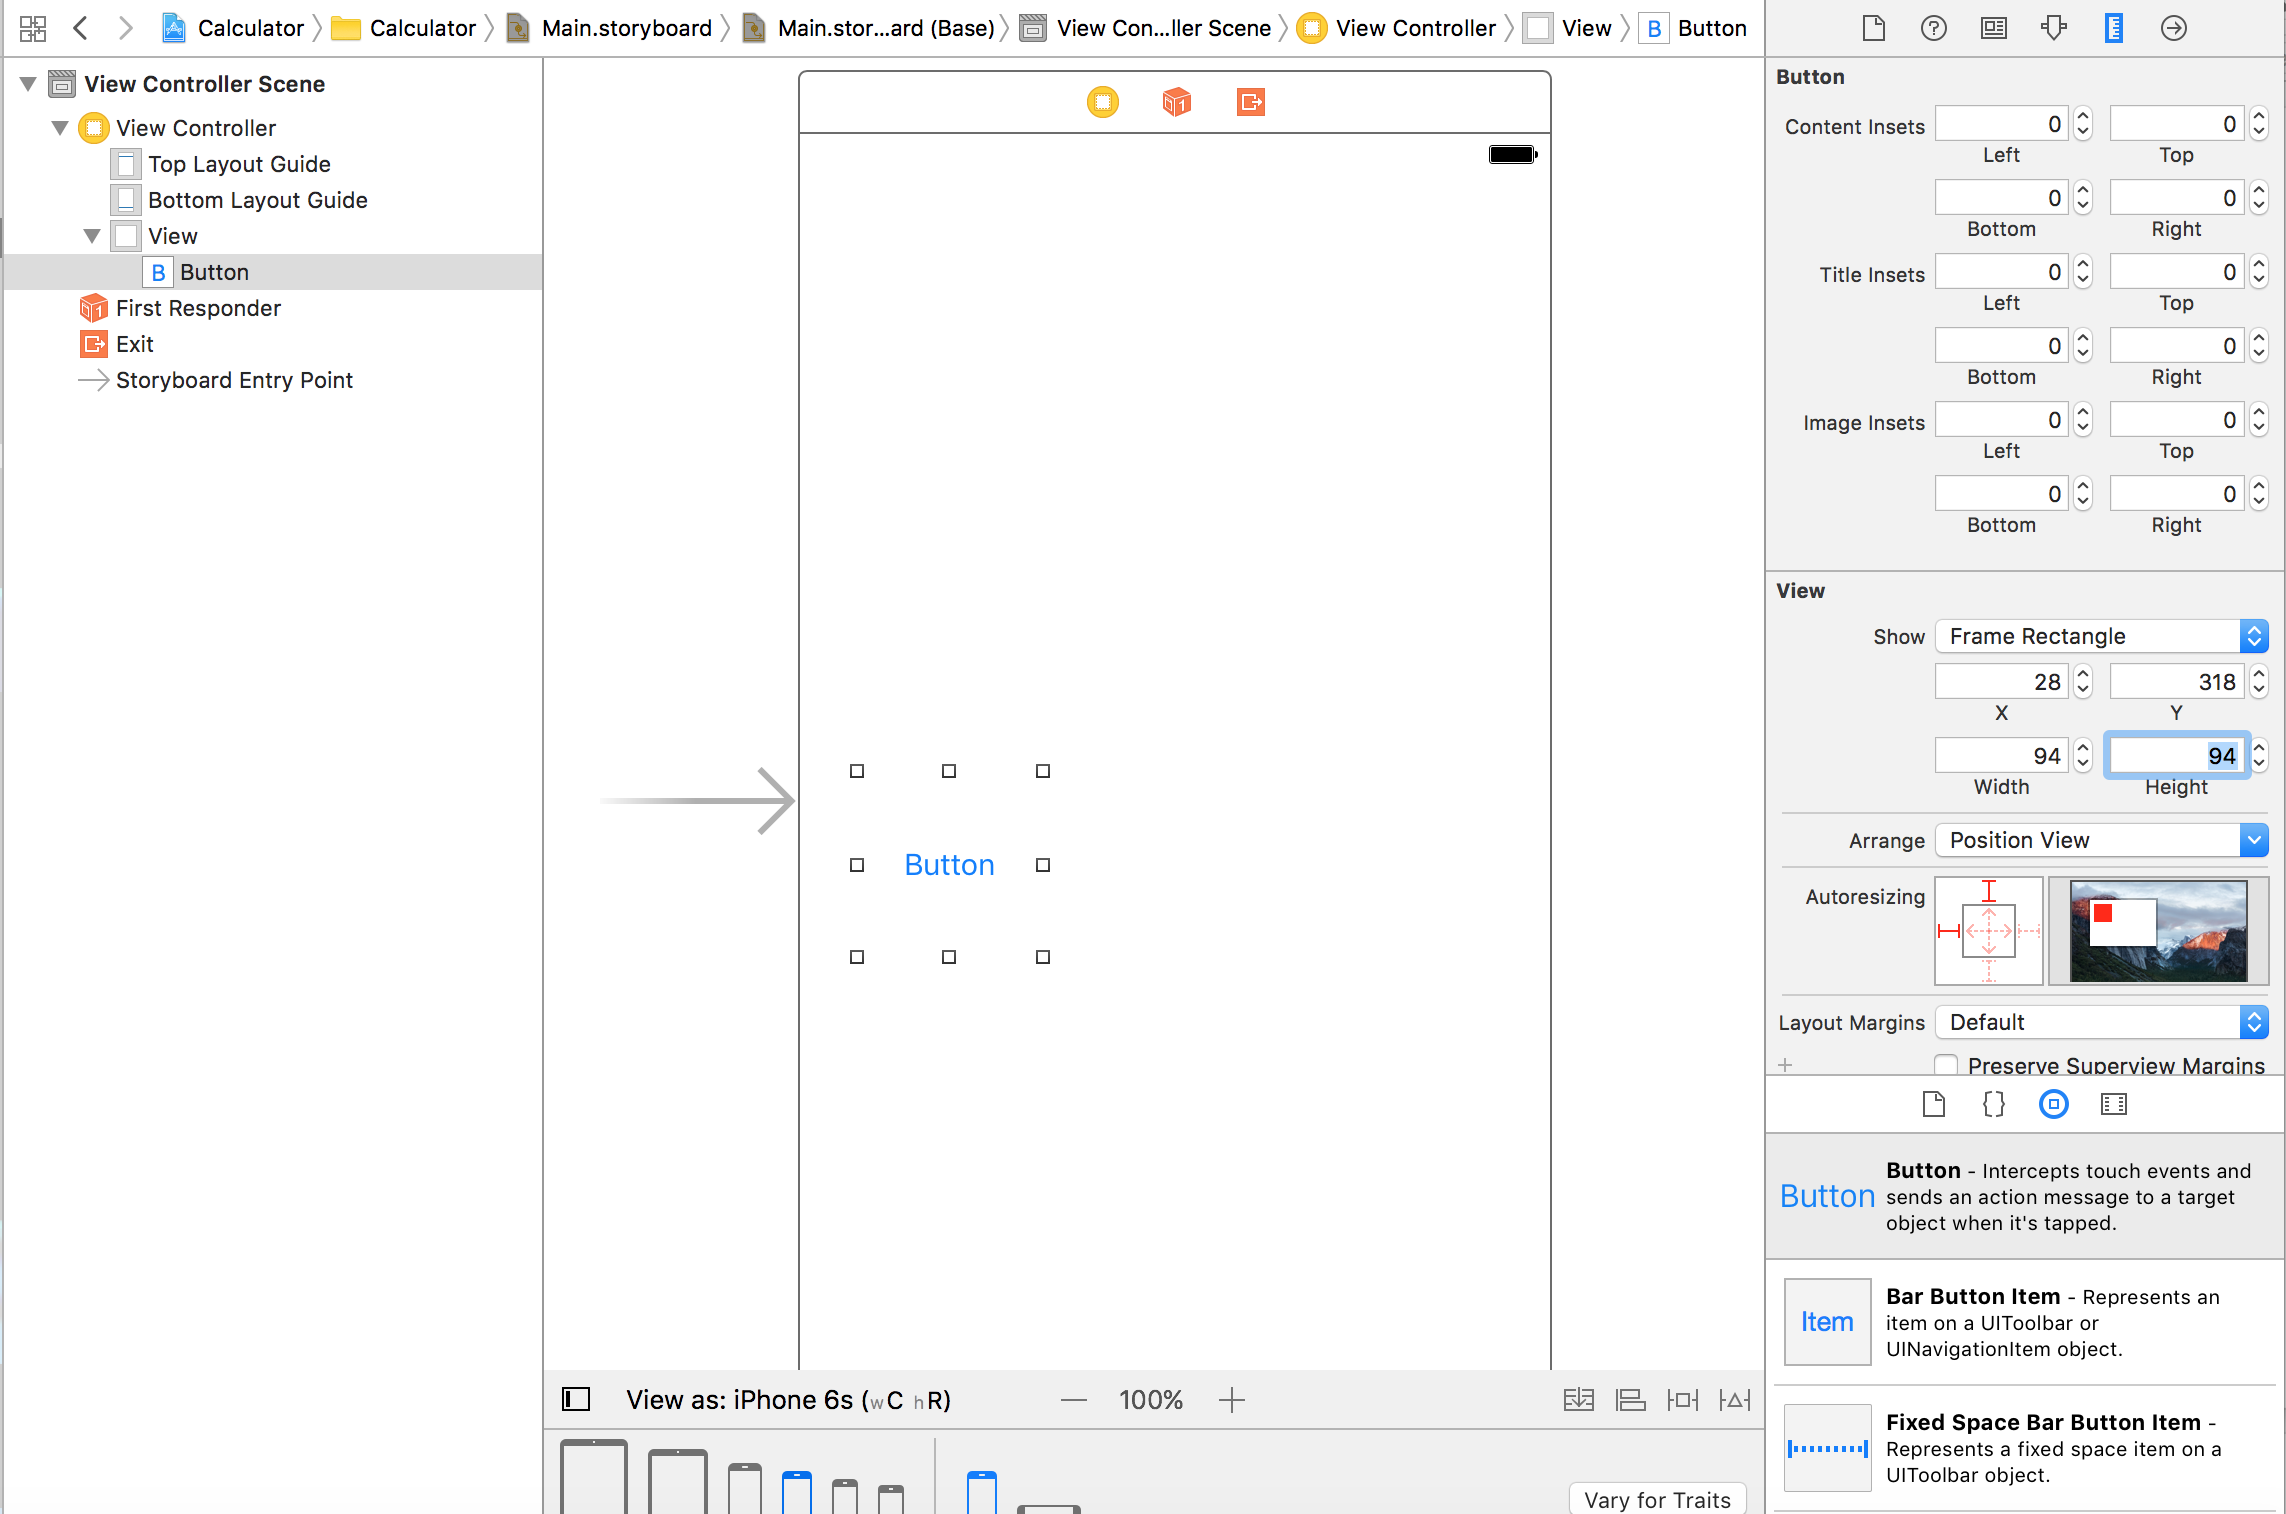 Calculator Calculator Main.storyboard Main.stor...ard (Base) View Con...ller Scene View Controller View B Button
View Controller Scene
View Controller
Top Layout Guide
Bottom Layout Guide
View
B Button
First Responder
Exit
Storyboard Entry Point
Button
View as: iPhone 6s (wC hR)
100%
Vary for Traits
Button
Content Insets 0 0
Left Top
0 0
Bottom Right
Title Insets 0 0
Left Top
0 0
Bottom Right
Image Insets 0 0
Left Top
0 0
Bottom Right
View
Show Frame Rectangle
28 318
X Y
94 94
Width Height
Arrange Position View
Autoresizing
Layout Margins Default
Preserve Superview Margins
Button
Button - Intercepts touch events and
sends an action message to a target
object when it's tapped.
Item
Bar Button Item - Represents an
item on a UIToolbar or
UINavigationItem object.
Fixed Space Bar Button Item -
Represents a fixed space item on a
UIToolbar object.